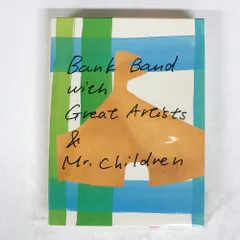 Bank Band
with
Great Artists
&
Mr. Children